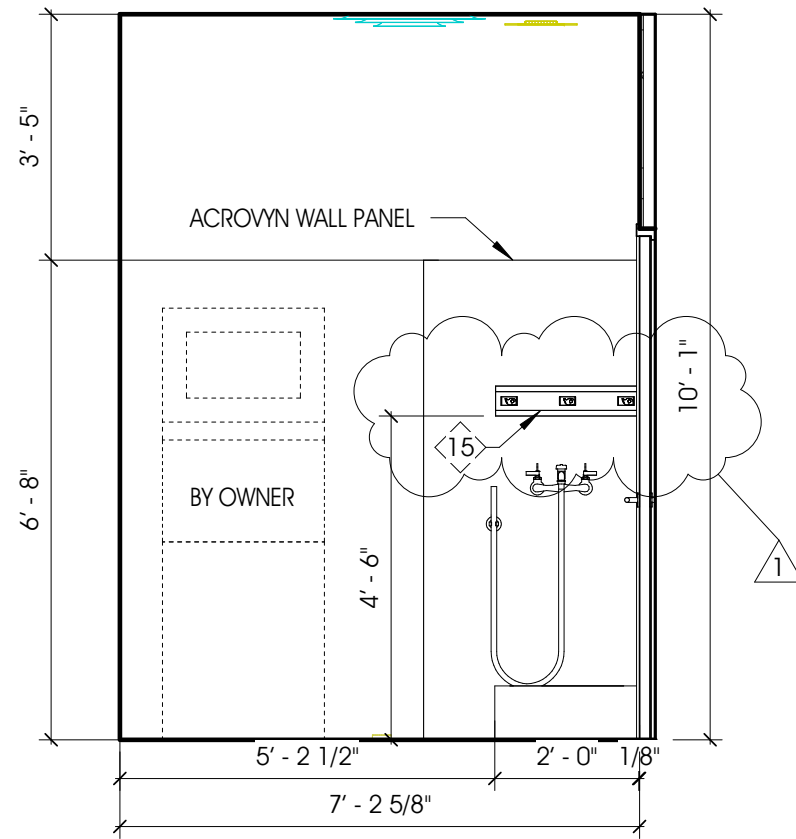 3' - 5"
ACROVYN WALL PANEL
10' - 1"
15
6' - 8"
BY OWNER
4' - 6"
1
5' - 2 1/2"
2' - 0"
1/8"
7' - 2 5/8"